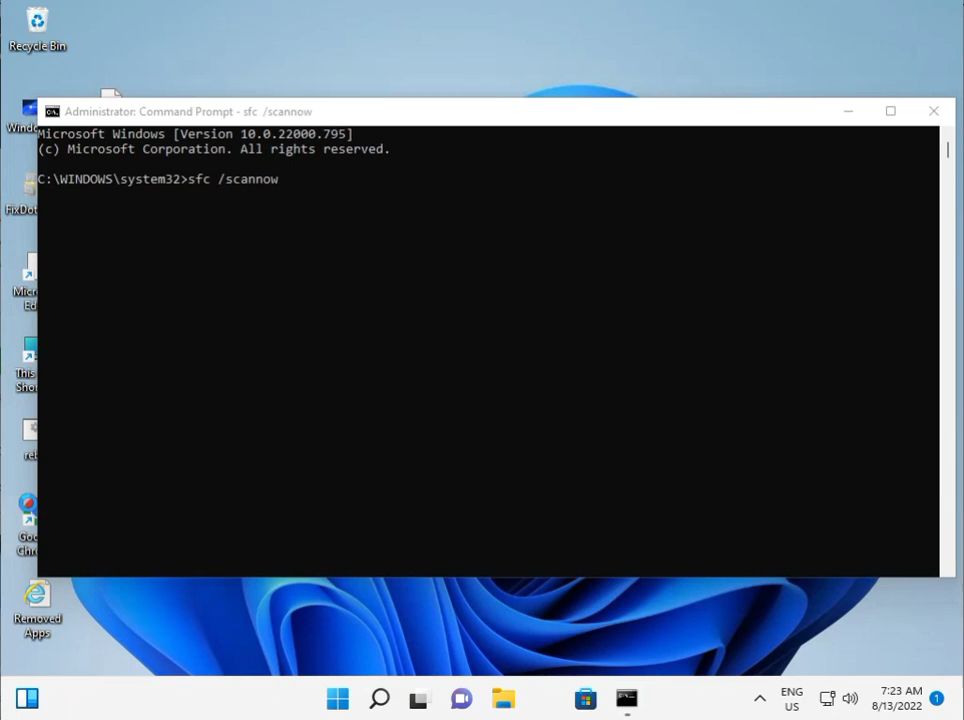 Recycle Bin
Administrator: Command Prompt - sfc /scannow
Microsoft Windows [Version 10.0.22000.795]
(c) Microsoft Corporation. All rights reserved.
C:\WINDOWS\system32>sfc /scannow
Removed
Apps
ENG
US
7:23 AM
8/13/2022
1